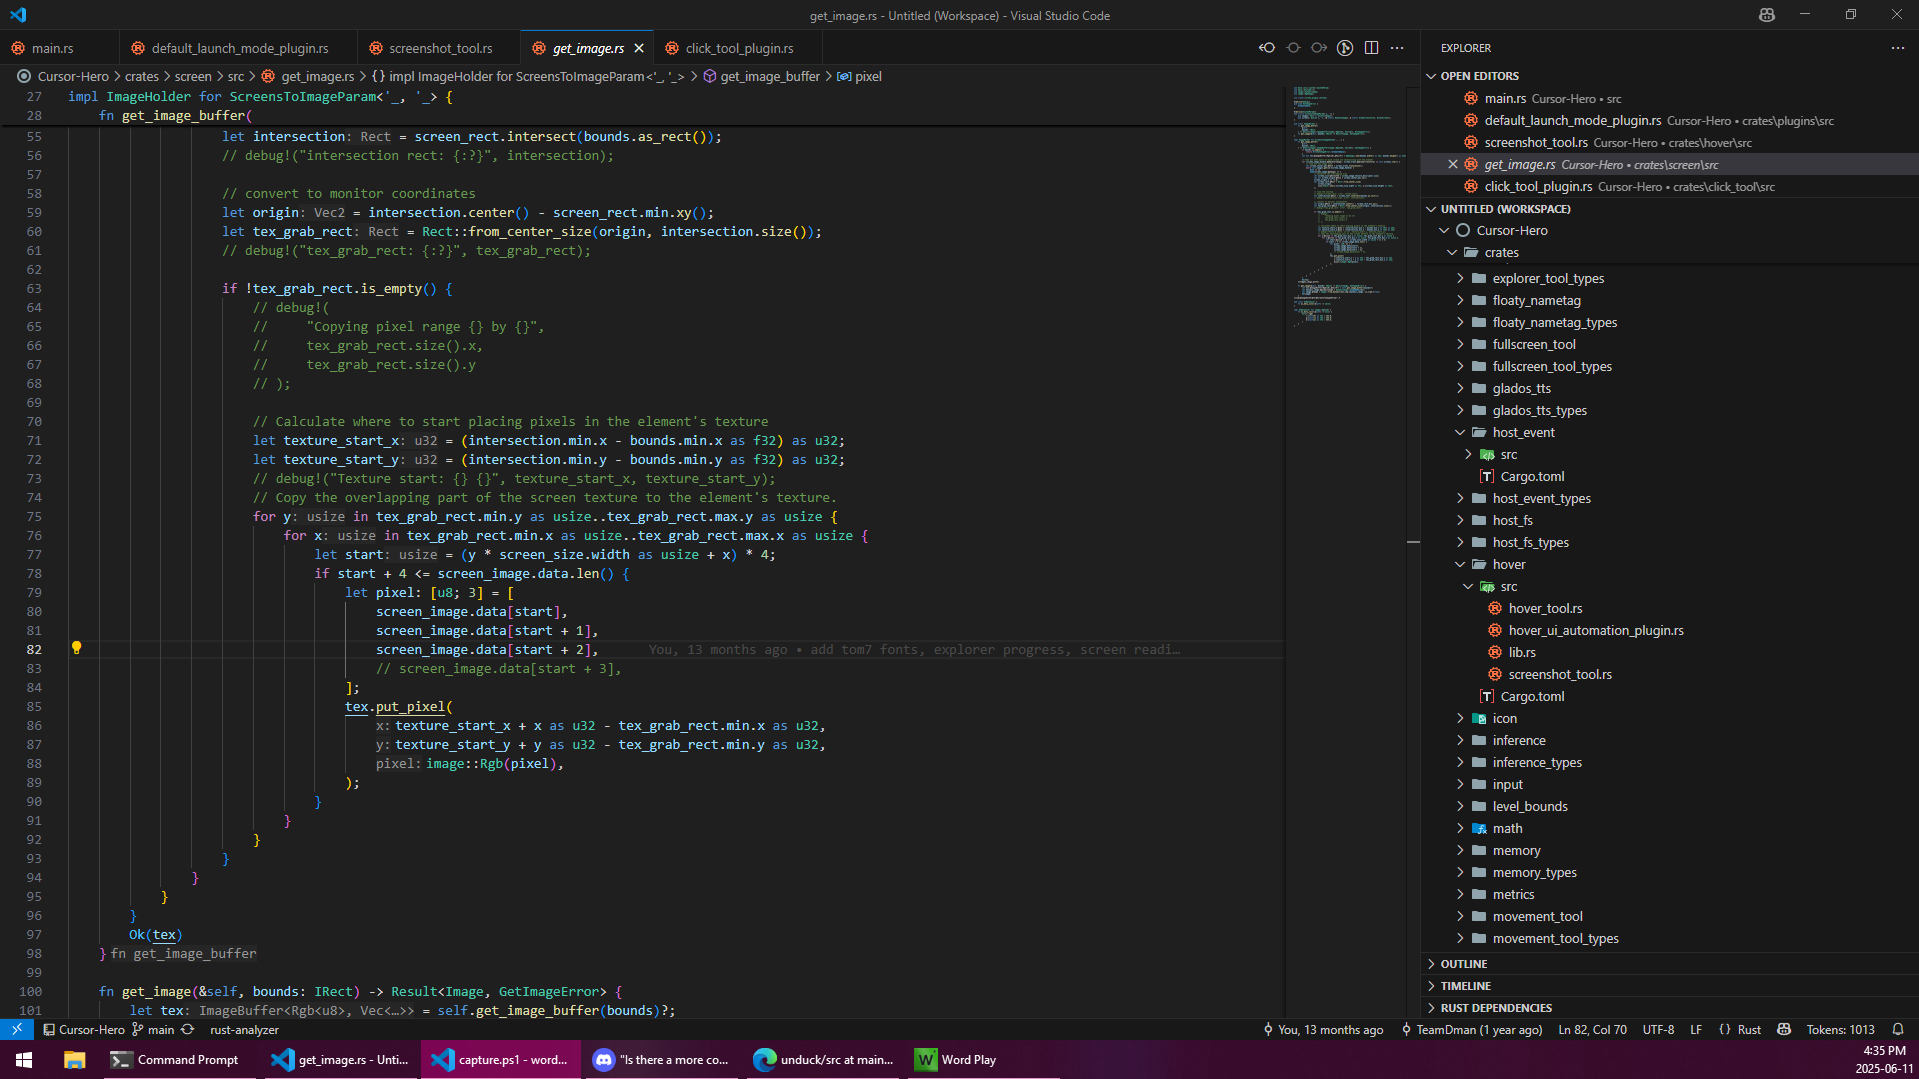 get_image.rs - Untitled (Workspace) - Visual Studio Code
main.rs
default_launch_mode_plugin.rs
screenshot_tool.rs
get_image.rs
click_tool_plugin.rs
Cursor-Hero > crates > screen > src > get_image.rs > {} impl ImageHolder for ScreensToImageParam<'_, '_> > get_image_buffer > pixel
27 impl ImageHolder for ScreensToImageParam<'_, '_> {
28 fn get_image_buffer(
55 let intersection: Rect = screen_rect.intersect(bounds.as_rect());
56 // debug!("intersection rect: {:?}", intersection);
57
58 // convert to monitor coordinates
59 let origin: Vec2 = intersection.center() - screen_rect.min.xy();
60 let tex_grab_rect: Rect = Rect::from_center_size(origin, intersection.size());
61 // debug!("tex_grab_rect: {:?}", tex_grab_rect);
62
63 if !tex_grab_rect.is_empty() {
64 // debug!(
65 //     "Copying pixel range {} by {}",
66 //     tex_grab_rect.size().x,
67 //     tex_grab_rect.size().y
68 // );
69
70 // Calculate where to start placing pixels in the element's texture
71 let texture_start_x: u32 = (intersection.min.x - bounds.min.x as f32) as u32;
72 let texture_start_y: u32 = (intersection.min.y - bounds.min.y as f32) as u32;
73 // debug!("Texture start: {} {}", texture_start_x, texture_start_y);
74 // Copy the overlapping part of the screen texture to the element's texture.
75 for y: usize in tex_grab_rect.min.y as usize..tex_grab_rect.max.y as usize {
76 for x: usize in tex_grab_rect.min.x as usize..tex_grab_rect.max.x as usize {
77 let start: usize = (y * screen_size.width as usize + x) * 4;
78 if start + 4 <= screen_image.data.len() {
79 let pixel: [u8; 3] = [
80 screen_image.data[start],
81 screen_image.data[start + 1],
82 screen_image.data[start + 2], You, 13 months ago • add tom7 fonts, explorer progress, screen readi…
83 // screen_image.data[start + 3],
84 ];
85 tex.put_pixel(
86 x: texture_start_x + x as u32 - tex_grab_rect.min.x as u32,
87 y: texture_start_y + y as u32 - tex_grab_rect.min.y as u32,
88 pixel: image::Rgb(pixel),
89 );
90 }
91 }
92 }
93 }
94 }
95 }
96 }
97 Ok(tex)
98 } fn get_image_buffer
99
100 fn get_image(&self, bounds: IRect) -> Result<Image, GetImageError> {
101 let tex: ImageBuffer<Rgb<u8>, Vec<…>> = self.get_image_buffer(bounds)?;
EXPLORER
OPEN EDITORS
main.rs Cursor-Hero • src
default_launch_mode_plugin.rs Cursor-Hero • crates\plugins\src
screenshot_tool.rs Cursor-Hero • crates\hover\src
get_image.rs Cursor-Hero • crates\screen\src
click_tool_plugin.rs Cursor-Hero • crates\click_tool\src
UNTITLED (WORKSPACE)
Cursor-Hero
crates
explorer_tool_types
floaty_nametag
floaty_nametag_types
fullscreen_tool
fullscreen_tool_types
glados_tts
glados_tts_types
host_event
src
Cargo.toml
host_event_types
host_fs
host_fs_types
hover
src
hover_tool.rs
hover_ui_automation_plugin.rs
lib.rs
screenshot_tool.rs
Cargo.toml
icon
inference
inference_types
input
level_bounds
math
memory
memory_types
metrics
movement_tool
movement_tool_types
OUTLINE
TIMELINE
RUST DEPENDENCIES
Cursor-Hero main rust-analyzer You, 13 months ago TeamDman (1 year ago) Ln 82, Col 70 UTF-8 LF {} Rust Tokens: 1013
Command Prompt
get_image.rs - Unti...
capture.ps1 - word...
"Is there a more co...
unduck/src at main...
Word Play
4:35 PM
2025-06-11